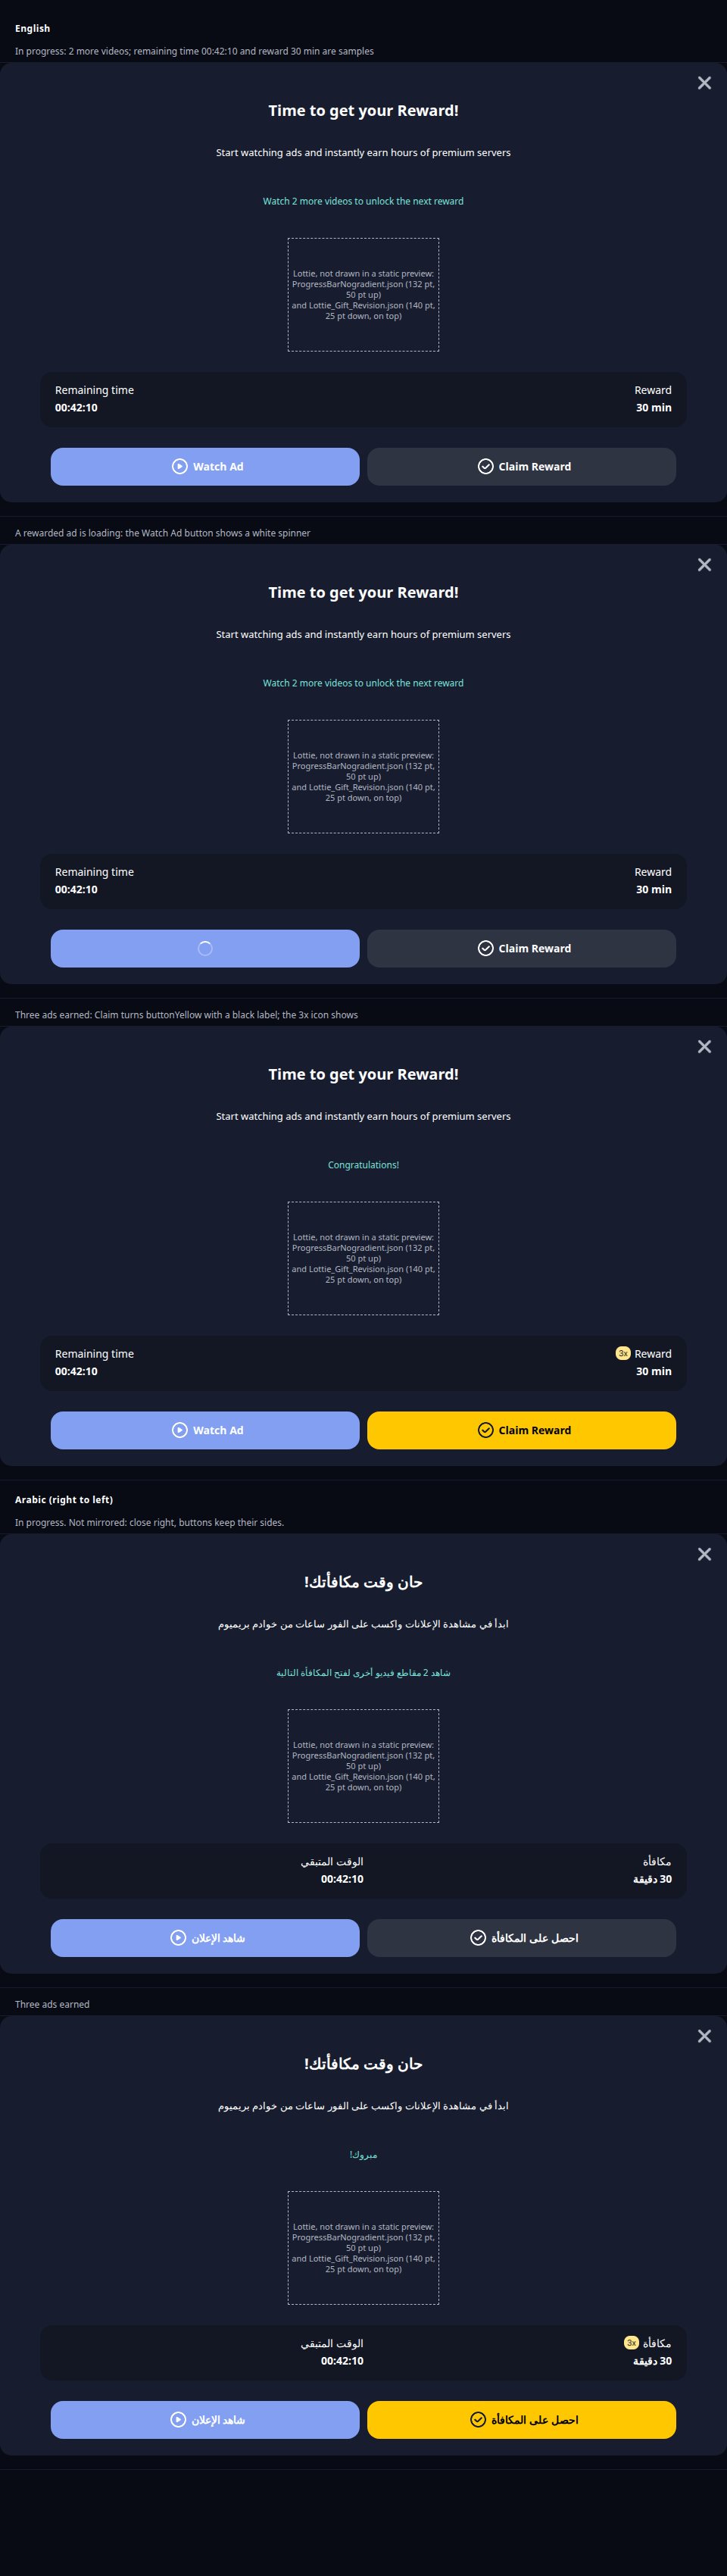 English
In progress: 2 more videos; remaining time 00:42:10 and reward 30 min are samples
Time to get your Reward!
Start watching ads and instantly earn hours of premium servers
Watch 2 more videos to unlock the next reward
Lottie, not drawn in a static preview:
ProgressBarNogradient.json (132 pt,
50 pt up)
and Lottie_Gift_Revision.json (140 pt,
25 pt down, on top)
Remaining time
Reward
00:42:10
30 min
Watch Ad
Claim Reward
A rewarded ad is loading: the Watch Ad button shows a white spinner
Time to get your Reward!
Start watching ads and instantly earn hours of premium servers
Watch 2 more videos to unlock the next reward
Lottie, not drawn in a static preview:
ProgressBarNogradient.json (132 pt,
50 pt up)
and Lottie_Gift_Revision.json (140 pt,
25 pt down, on top)
Remaining time
Reward
00:42:10
30 min
Claim Reward
Three ads earned: Claim turns buttonYellow with a black label; the 3x icon shows
Time to get your Reward!
Start watching ads and instantly earn hours of premium servers
Congratulations!
Lottie, not drawn in a static preview:
ProgressBarNogradient.json (132 pt,
50 pt up)
and Lottie_Gift_Revision.json (140 pt,
25 pt down, on top)
Remaining time
3x Reward
00:42:10
30 min
Watch Ad
Claim Reward
Arabic (right to left)
In progress. Not mirrored: close right, buttons keep their sides.
حان وقت مكافأتك!
ابدأ في مشاهدة الإعلانات واكسب على الفور ساعات من خوادم بريميوم
شاهد 2 مقاطع فيديو أخرى لفتح المكافأة التالية
Lottie, not drawn in a static preview:
ProgressBarNogradient.json (132 pt,
50 pt up)
and Lottie_Gift_Revision.json (140 pt,
25 pt down, on top)
الوقت المتبقي
مكافأة
00:42:10
30 دقيقة
شاهد الإعلان
احصل على المكافأة
Three ads earned
حان وقت مكافأتك!
ابدأ في مشاهدة الإعلانات واكسب على الفور ساعات من خوادم بريميوم
مبروك!
Lottie, not drawn in a static preview:
ProgressBarNogradient.json (132 pt,
50 pt up)
and Lottie_Gift_Revision.json (140 pt,
25 pt down, on top)
الوقت المتبقي
مكافأة 3x
00:42:10
30 دقيقة
شاهد الإعلان
احصل على المكافأة